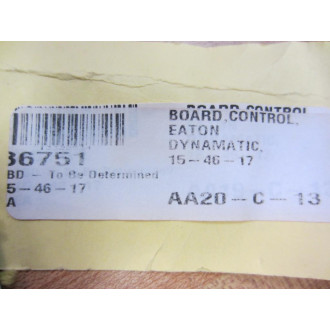 BOARD CONTROL
BOARD,CONTROL,
EATON
DYNAMATIC,
15-46-17
AA20-C-13
36751
BD - To Be Determined
5-46-17
A